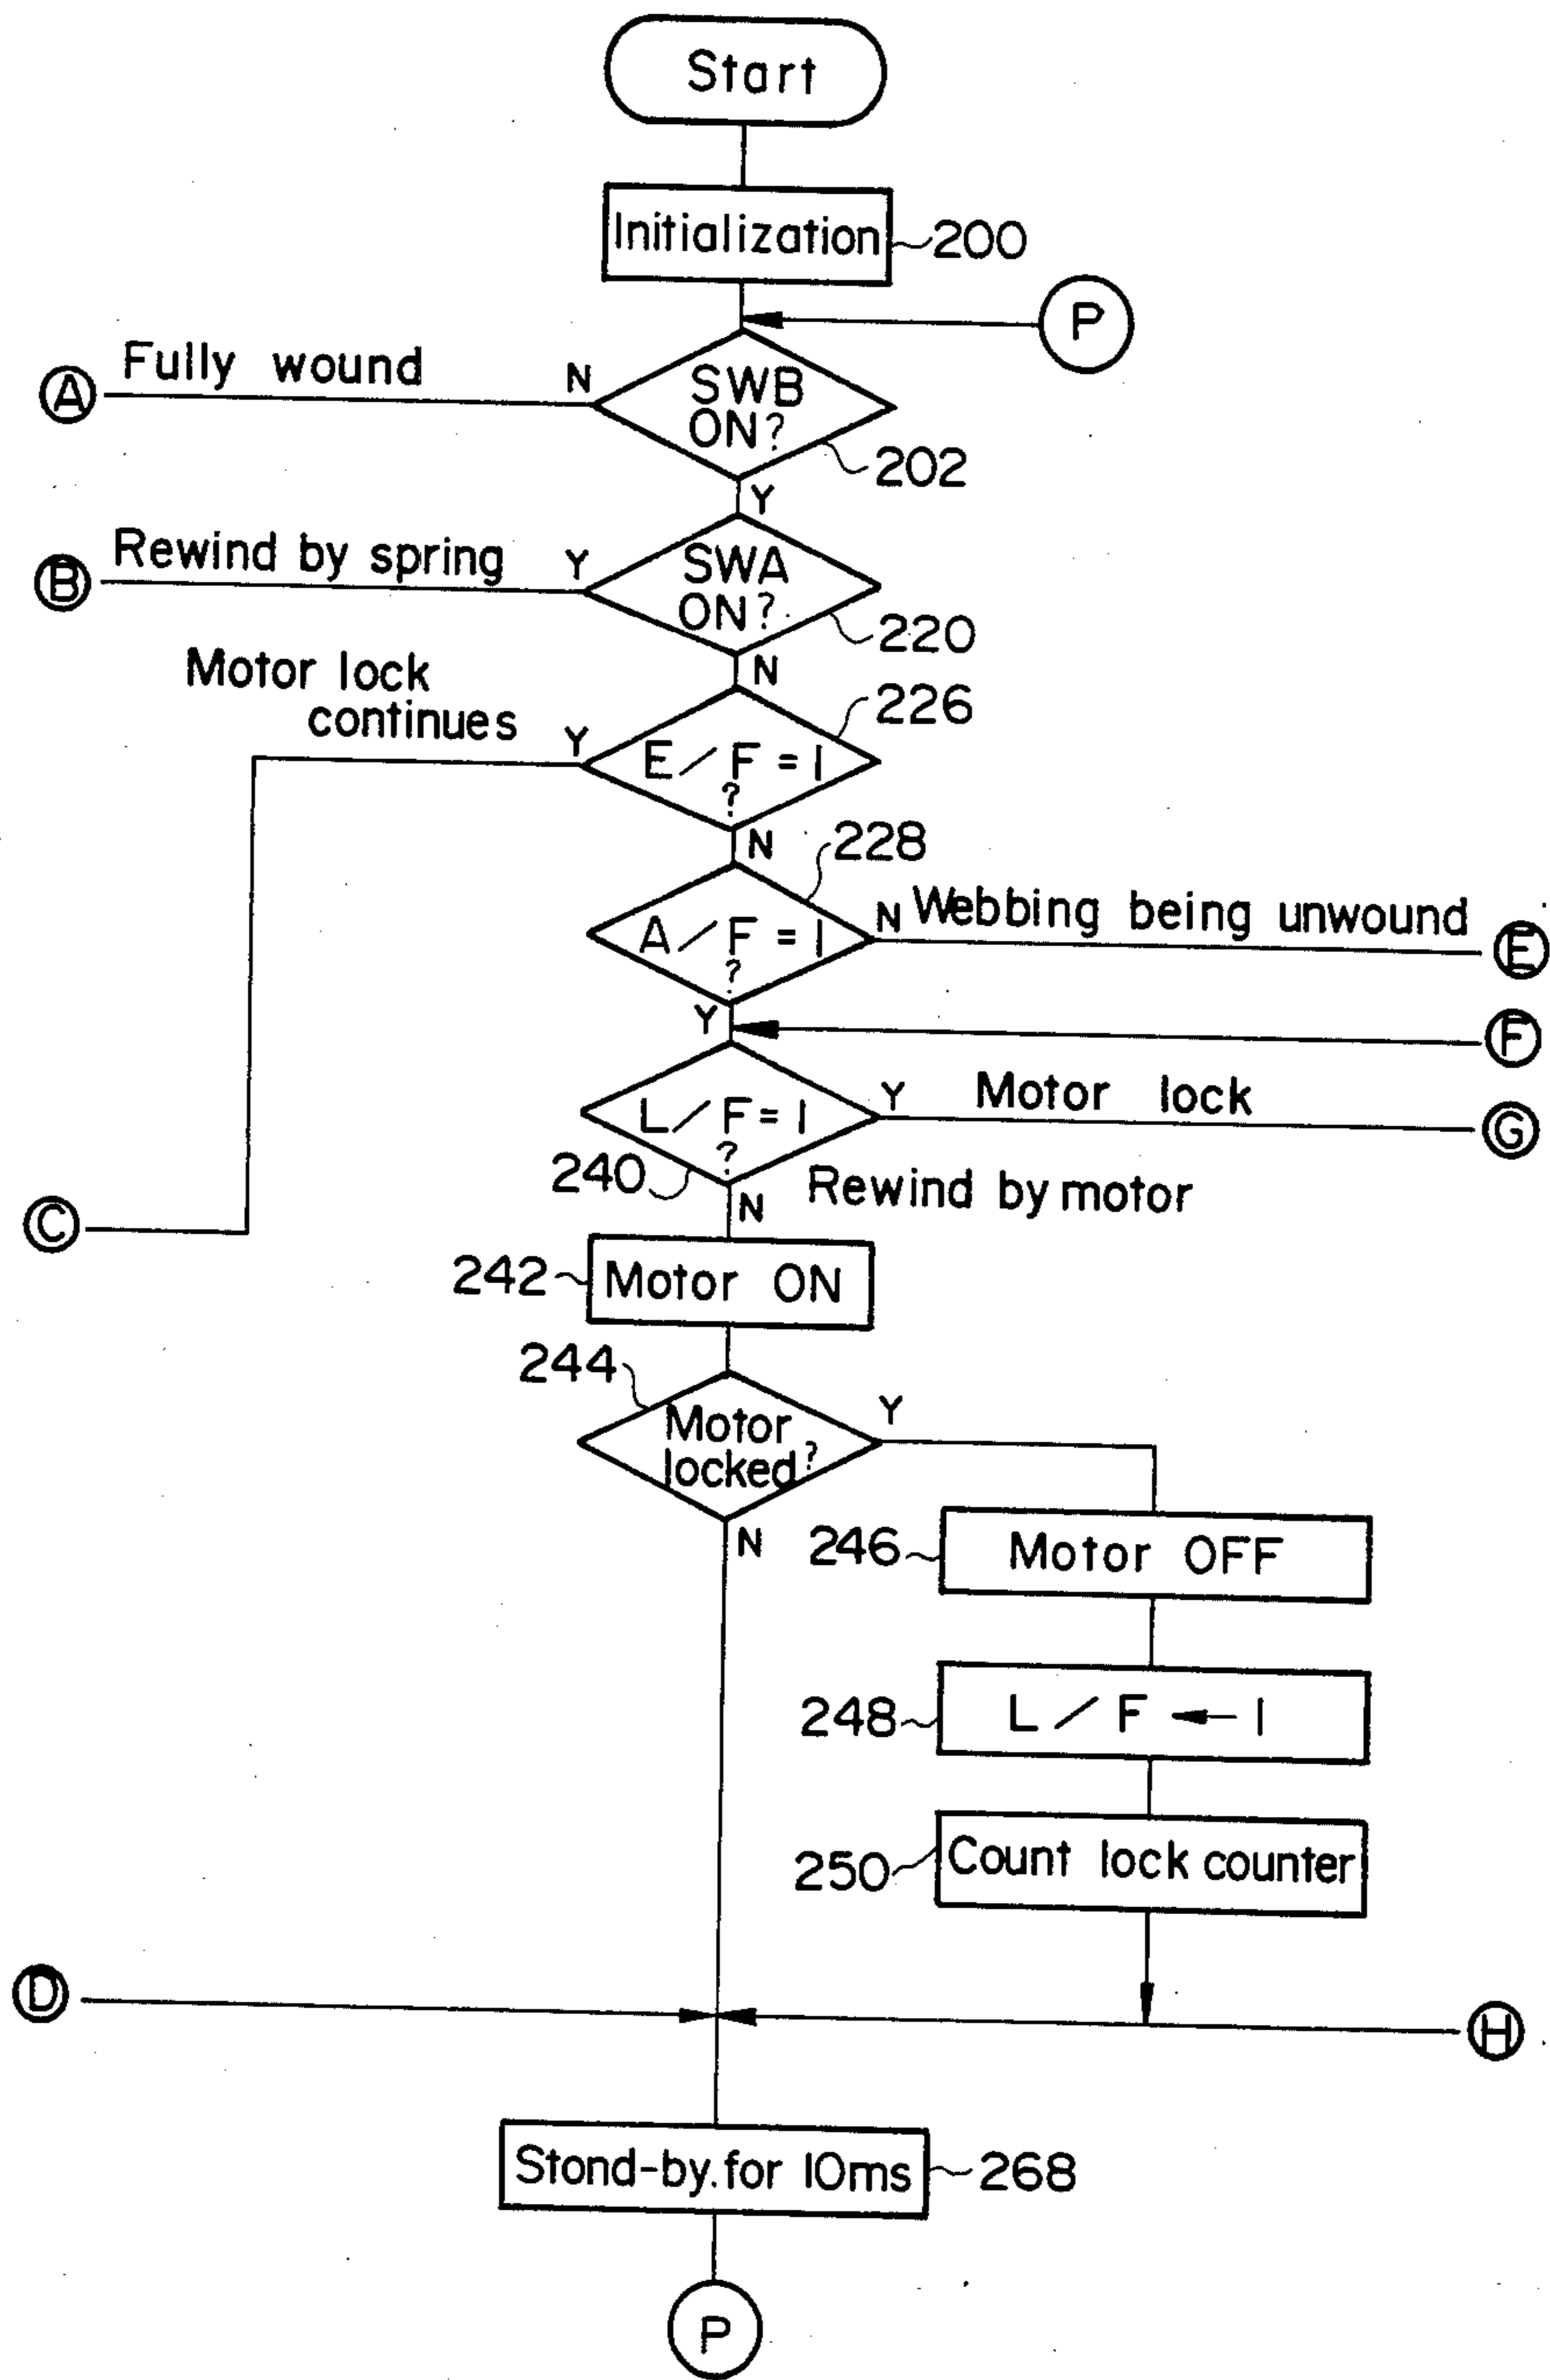 Start
Initialization 200
P
A Fully wound N SWB
ON?
202
Y
B Rewind by spring Y SWA
ON?
220
N
Motor lock
continues
226
Y E/F=1
?
N
228
A/F=1
?
N Webbing being unwound E
Y
F
L/F=1
?
Y Motor lock G
240
Rewind by motor
N
C
242 Motor ON
244
Motor
locked?
Y
N
246 Motor OFF
248 L/F ← 1
250 Count lock counter
D
H
Stond-by.for 10ms 268
P